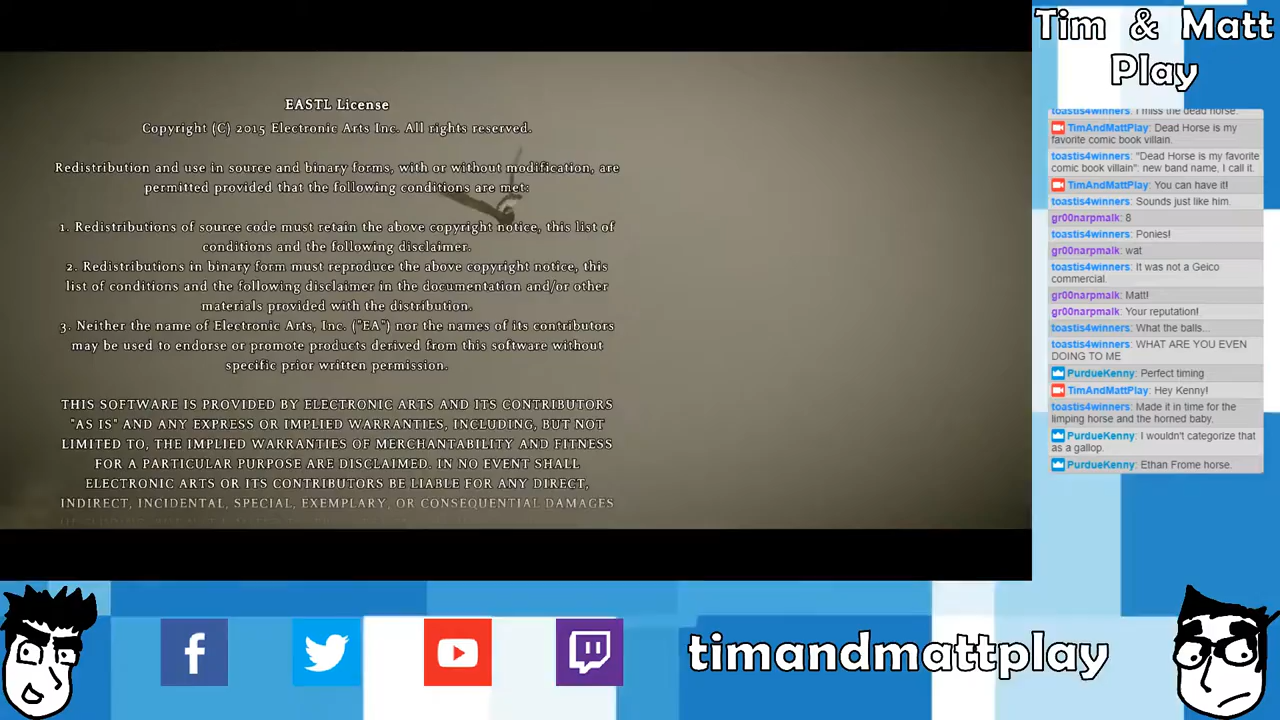 EASTL License
Copyright (C) 2015 Electronic Arts Inc. All rights reserved.
Redistribution and use in source and binary forms, with or without modification, are
permitted provided that the following conditions are met:
1. Redistributions of source code must retain the above copyright notice, this list of
conditions and the following disclaimer.
2. Redistributions in binary form must reproduce the above copyright notice, this
list of conditions and the following disclaimer in the documentation and/or other
materials provided with the distribution.
3. Neither the name of Electronic Arts, Inc. ("EA") nor the names of its contributors
may be used to endorse or promote products derived from this software without
specific prior written permission.
THIS SOFTWARE IS PROVIDED BY ELECTRONIC ARTS AND ITS CONTRIBUTORS
"AS IS" AND ANY EXPRESS OR IMPLIED WARRANTIES, INCLUDING, BUT NOT
LIMITED TO, THE IMPLIED WARRANTIES OF MERCHANTABILITY AND FITNESS
FOR A PARTICULAR PURPOSE ARE DISCLAIMED. IN NO EVENT SHALL
ELECTRONIC ARTS OR ITS CONTRIBUTORS BE LIABLE FOR ANY DIRECT,
INDIRECT, INCIDENTAL, SPECIAL, EXEMPLARY, OR CONSEQUENTIAL DAMAGES
Tim & Matt
Play
toastis4winners: I miss the dead horse.
TimAndMattPlay: Dead Horse is my
favorite comic book villain.
toastis4winners: "Dead Horse is my favorite
comic book villain": new band name, I call it.
TimAndMattPlay: You can have it!
toastis4winners: Sounds just like him.
gr00narpmalk: 8
toastis4winners: Ponies!
gr00narpmalk: wat
toastis4winners: It was not a Geico
commercial.
gr00narpmalk: Matt!
gr00narpmalk: Your reputation!
toastis4winners: What the balls...
toastis4winners: WHAT ARE YOU EVEN
DOING TO ME
PurdueKenny: Perfect timing
TimAndMattPlay: Hey Kenny!
toastis4winners: Made it in time for the
limping horse and the horned baby.
PurdueKenny: I wouldn't categorize that
as a gallop.
PurdueKenny: Ethan Frome horse.
timandmattplay